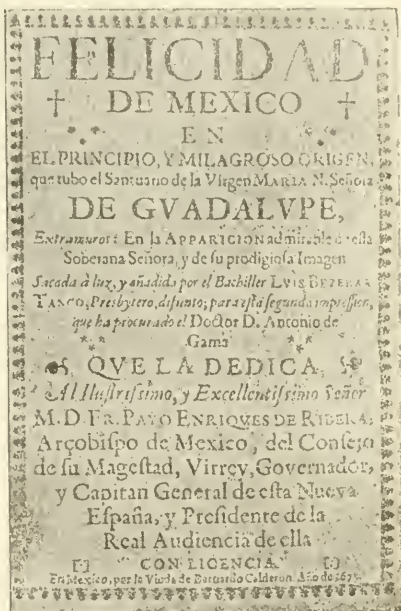 FELICIDAD
† DE MEXICO †
EN
EL PRINCIPIO, Y MILAGROSO ORIGEN,
que tubo el Santuario de la Virgen MARIA N. Señora
DE GVADALVPE,
Extramuros: En la APPARICION admirable desta
Soberana Señora, y de su prodigiosa Imagen
Sacada à luz, y añadida por el Bachiller LVIS BEZERRA
TANCO, Presbytero, difunto; para esta segunda impression,
que ha procurado el Doctor D. Antonio de
Gama
QVE LA DEDICA,
Al Illustrissimo, y Excellentissimo Señor
M. D. FR. PAYO ENRIQVES DE RIBERA,
Arçobispo de Mexico, del Consejo
de su Magestad, Virrey, Governador,
y Capitan General de esta Nueva
España, y Presidente de la
Real Audiencia de ella
CON LICENCIA
En Mexico, por la Viuda de Bernardo Calderon. Año de